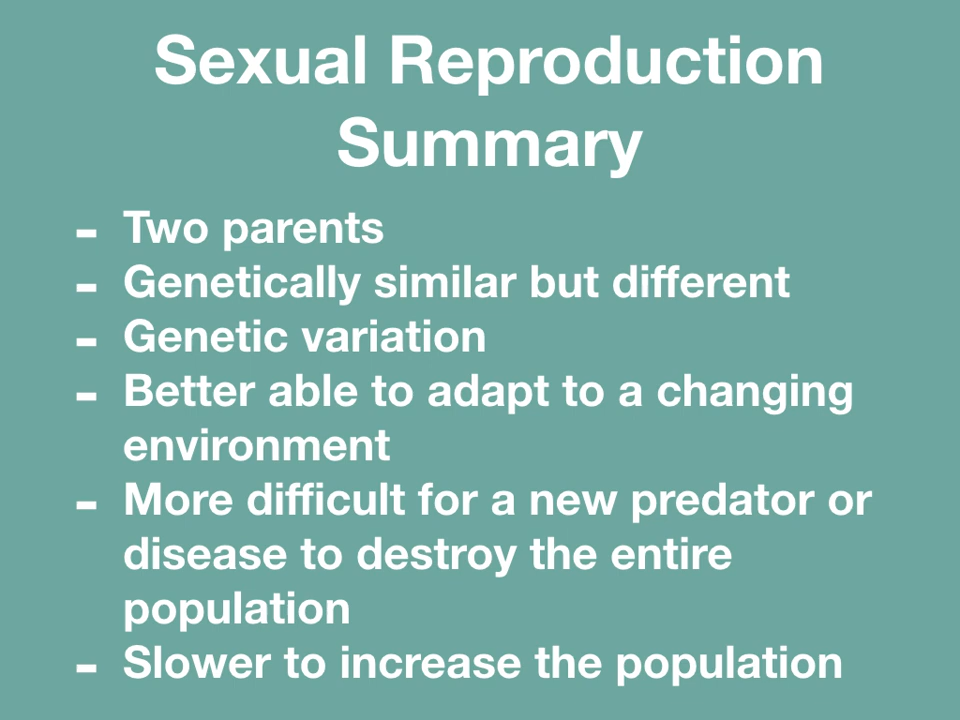 Sexual Reproduction
Summary
- Two parents
- Genetically similar but different
- Genetic variation
- Better able to adapt to a changing
environment
- More difficult for a new predator or
disease to destroy the entire
population
- Slower to increase the population